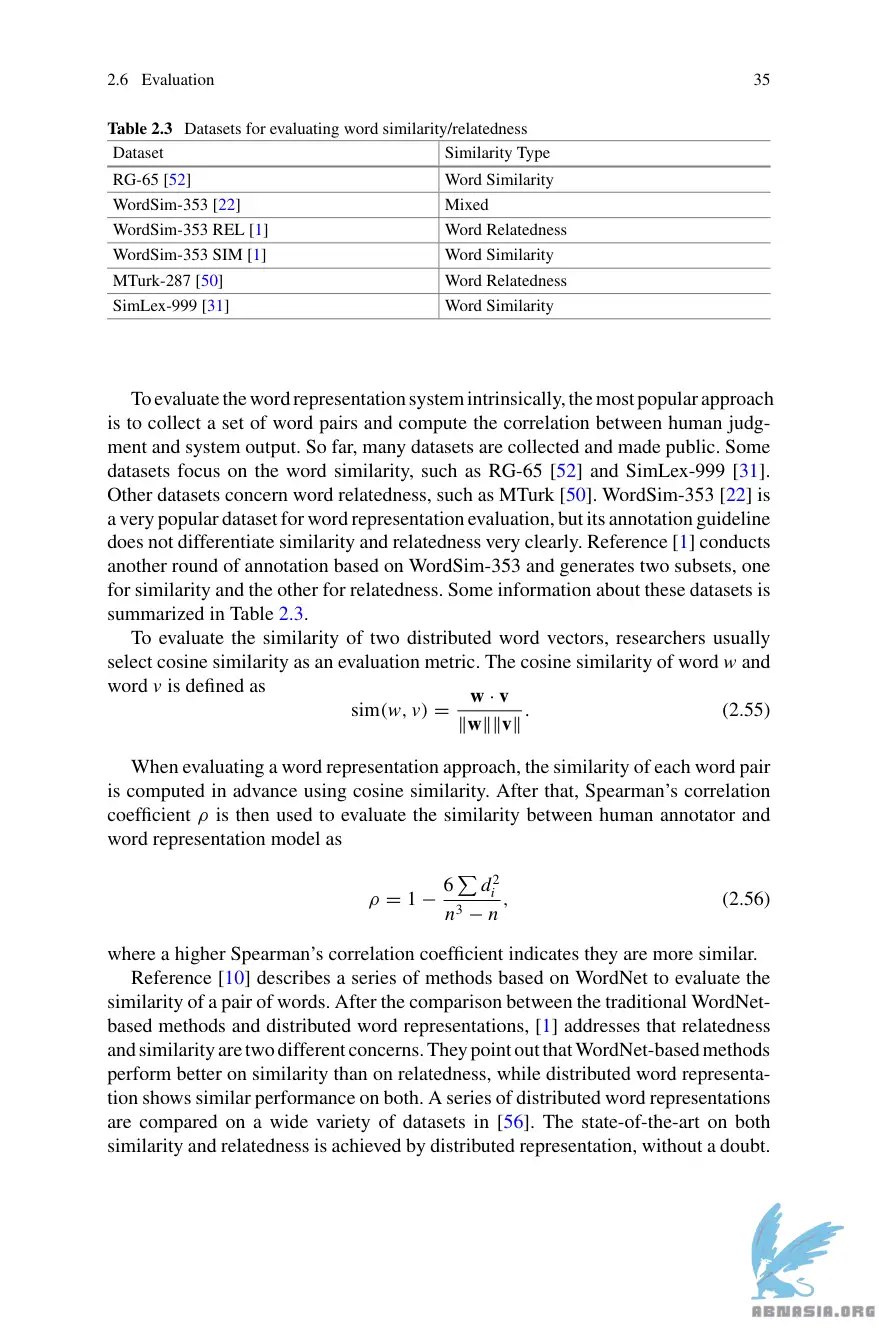 2.6 Evaluation 35
Table 2.3 Datasets for evaluating word similarity/relatedness
Dataset Similarity Type
RG-65 [52] Word Similarity
WordSim-353 [22] Mixed
WordSim-353 REL [1] Word Relatedness
WordSim-353 SIM [1] Word Similarity
MTurk-287 [50] Word Relatedness
SimLex-999 [31] Word Similarity
To evaluate the word representation system intrinsically, the most popular approach
is to collect a set of word pairs and compute the correlation between human judg-
ment and system output. So far, many datasets are collected and made public. Some
datasets focus on the word similarity, such as RG-65 [52] and SimLex-999 [31].
Other datasets concern word relatedness, such as MTurk [50]. WordSim-353 [22] is
a very popular dataset for word representation evaluation, but its annotation guideline
does not differentiate similarity and relatedness very clearly. Reference [1] conducts
another round of annotation based on WordSim-353 and generates two subsets, one
for similarity and the other for relatedness. Some information about these datasets is
summarized in Table 2.3.
To evaluate the similarity of two distributed word vectors, researchers usually
select cosine similarity as an evaluation metric. The cosine similarity of word w and
word v is defined as
sim(w, v) = w · v / ‖w‖‖v‖ . (2.55)
When evaluating a word representation approach, the similarity of each word pair
is computed in advance using cosine similarity. After that, Spearman's correlation
coefficient ρ is then used to evaluate the similarity between human annotator and
word representation model as
ρ = 1 − 6 ∑ d_i^2 / n^3 − n , (2.56)
where a higher Spearman's correlation coefficient indicates they are more similar.
Reference [10] describes a series of methods based on WordNet to evaluate the
similarity of a pair of words. After the comparison between the traditional WordNet-
based methods and distributed word representations, [1] addresses that relatedness
and similarity are two different concerns. They point out that WordNet-based methods
perform better on similarity than on relatedness, while distributed word representa-
tion shows similar performance on both. A series of distributed word representations
are compared on a wide variety of datasets in [56]. The state-of-the-art on both
similarity and relatedness is achieved by distributed representation, without a doubt.
ABNASIA.ORG